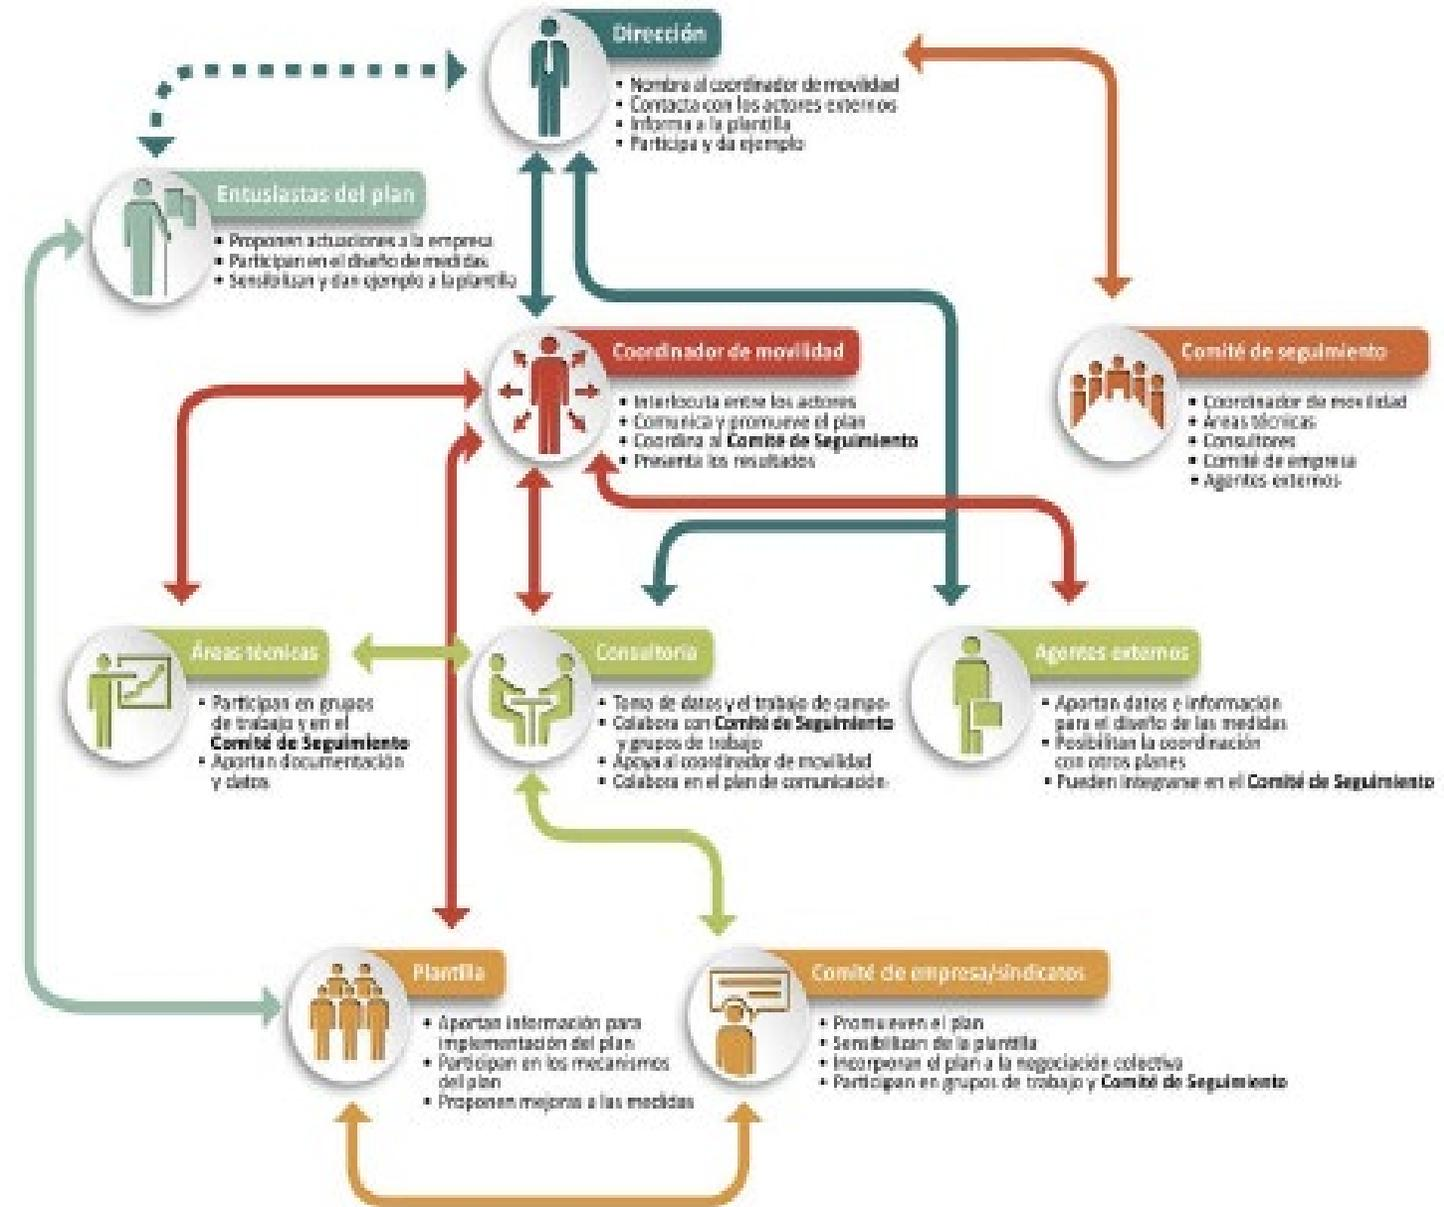 Dirección
• Nombra al coordinador de movilidad
• Contacta con los actores externos
• Informa a la plantilla
• Participa y da ejemplo
Entusiastas del plan
• Proponen actuaciones a la empresa
• Participan en el diseño de medidas
• Sensibilizan y dan ejemplo a la plantilla
Coordinador de movilidad
• Interlocuta entre los actores
• Comunica y promueve el plan
• Coordina al Comité de Seguimiento
• Presenta los resultados
Comité de seguimiento
• Coordinador de movilidad
• Áreas técnicas
• Consultores
• Comité de empresa
• Agentes externos
Áreas técnicas
• Participan en grupos
de trabajo y en el
Comité de Seguimiento
• Aportan documentación
y datos
Consultoría
• Toma de datos y el trabajo de campo
• Colabora con Comité de Seguimiento
y grupos de trabajo
• Apoya al coordinador de movilidad
• Colabora en el plan de comunicación
Agentes externos
• Aportan datos e información
para el diseño de las medidas
• Posibilitan la coordinación
con otros planes
• Pueden integrarse en el Comité de Seguimiento
Plantilla
• Aportan información para
implementación del plan
• Participan en los mecanismos
del plan
• Proponen mejoras a las medidas
Comité de empresa/sindicatos
• Promueven el plan
• Sensibilizan de la plantilla
• Incorporan el plan a la negociación colectiva
• Participan en grupos de trabajo y Comité de Seguimiento